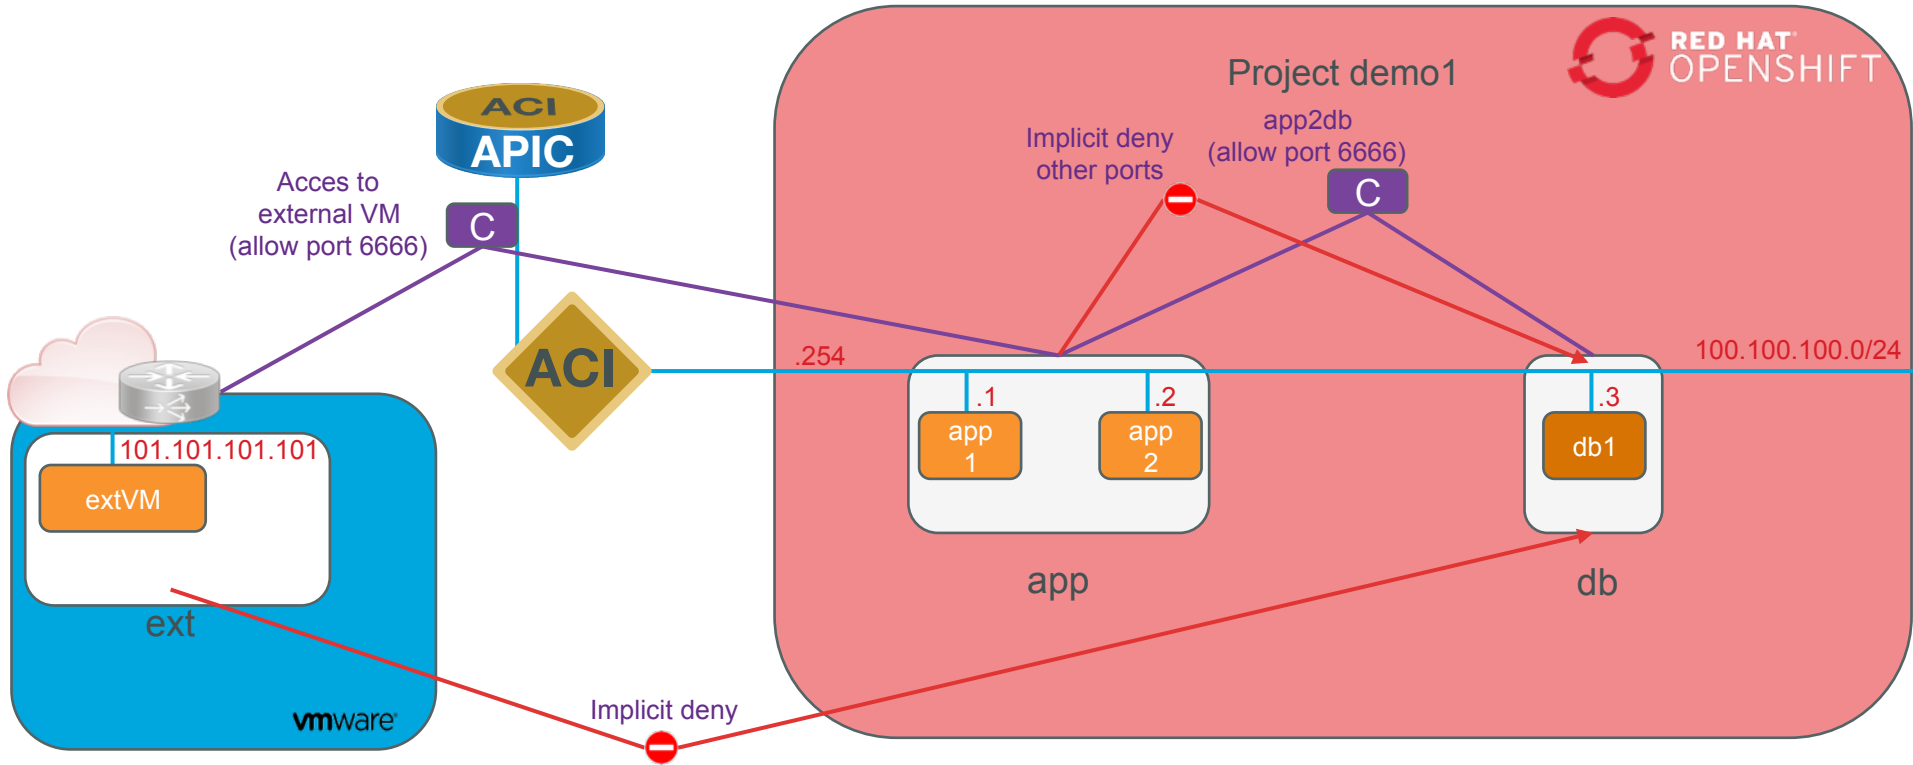 RED HAT
OPENSHIFT
Project demo1
ACI
APIC
app2db
(allow port 6666)
Implicit deny
other ports
C
Acces to
external VM
(allow port 6666)
C
ACI
.254
100.100.100.0/24
.1
.2
.3
app
1
app
2
db1
101.101.101.101
extVM
app
db
ext
Implicit deny
vmware